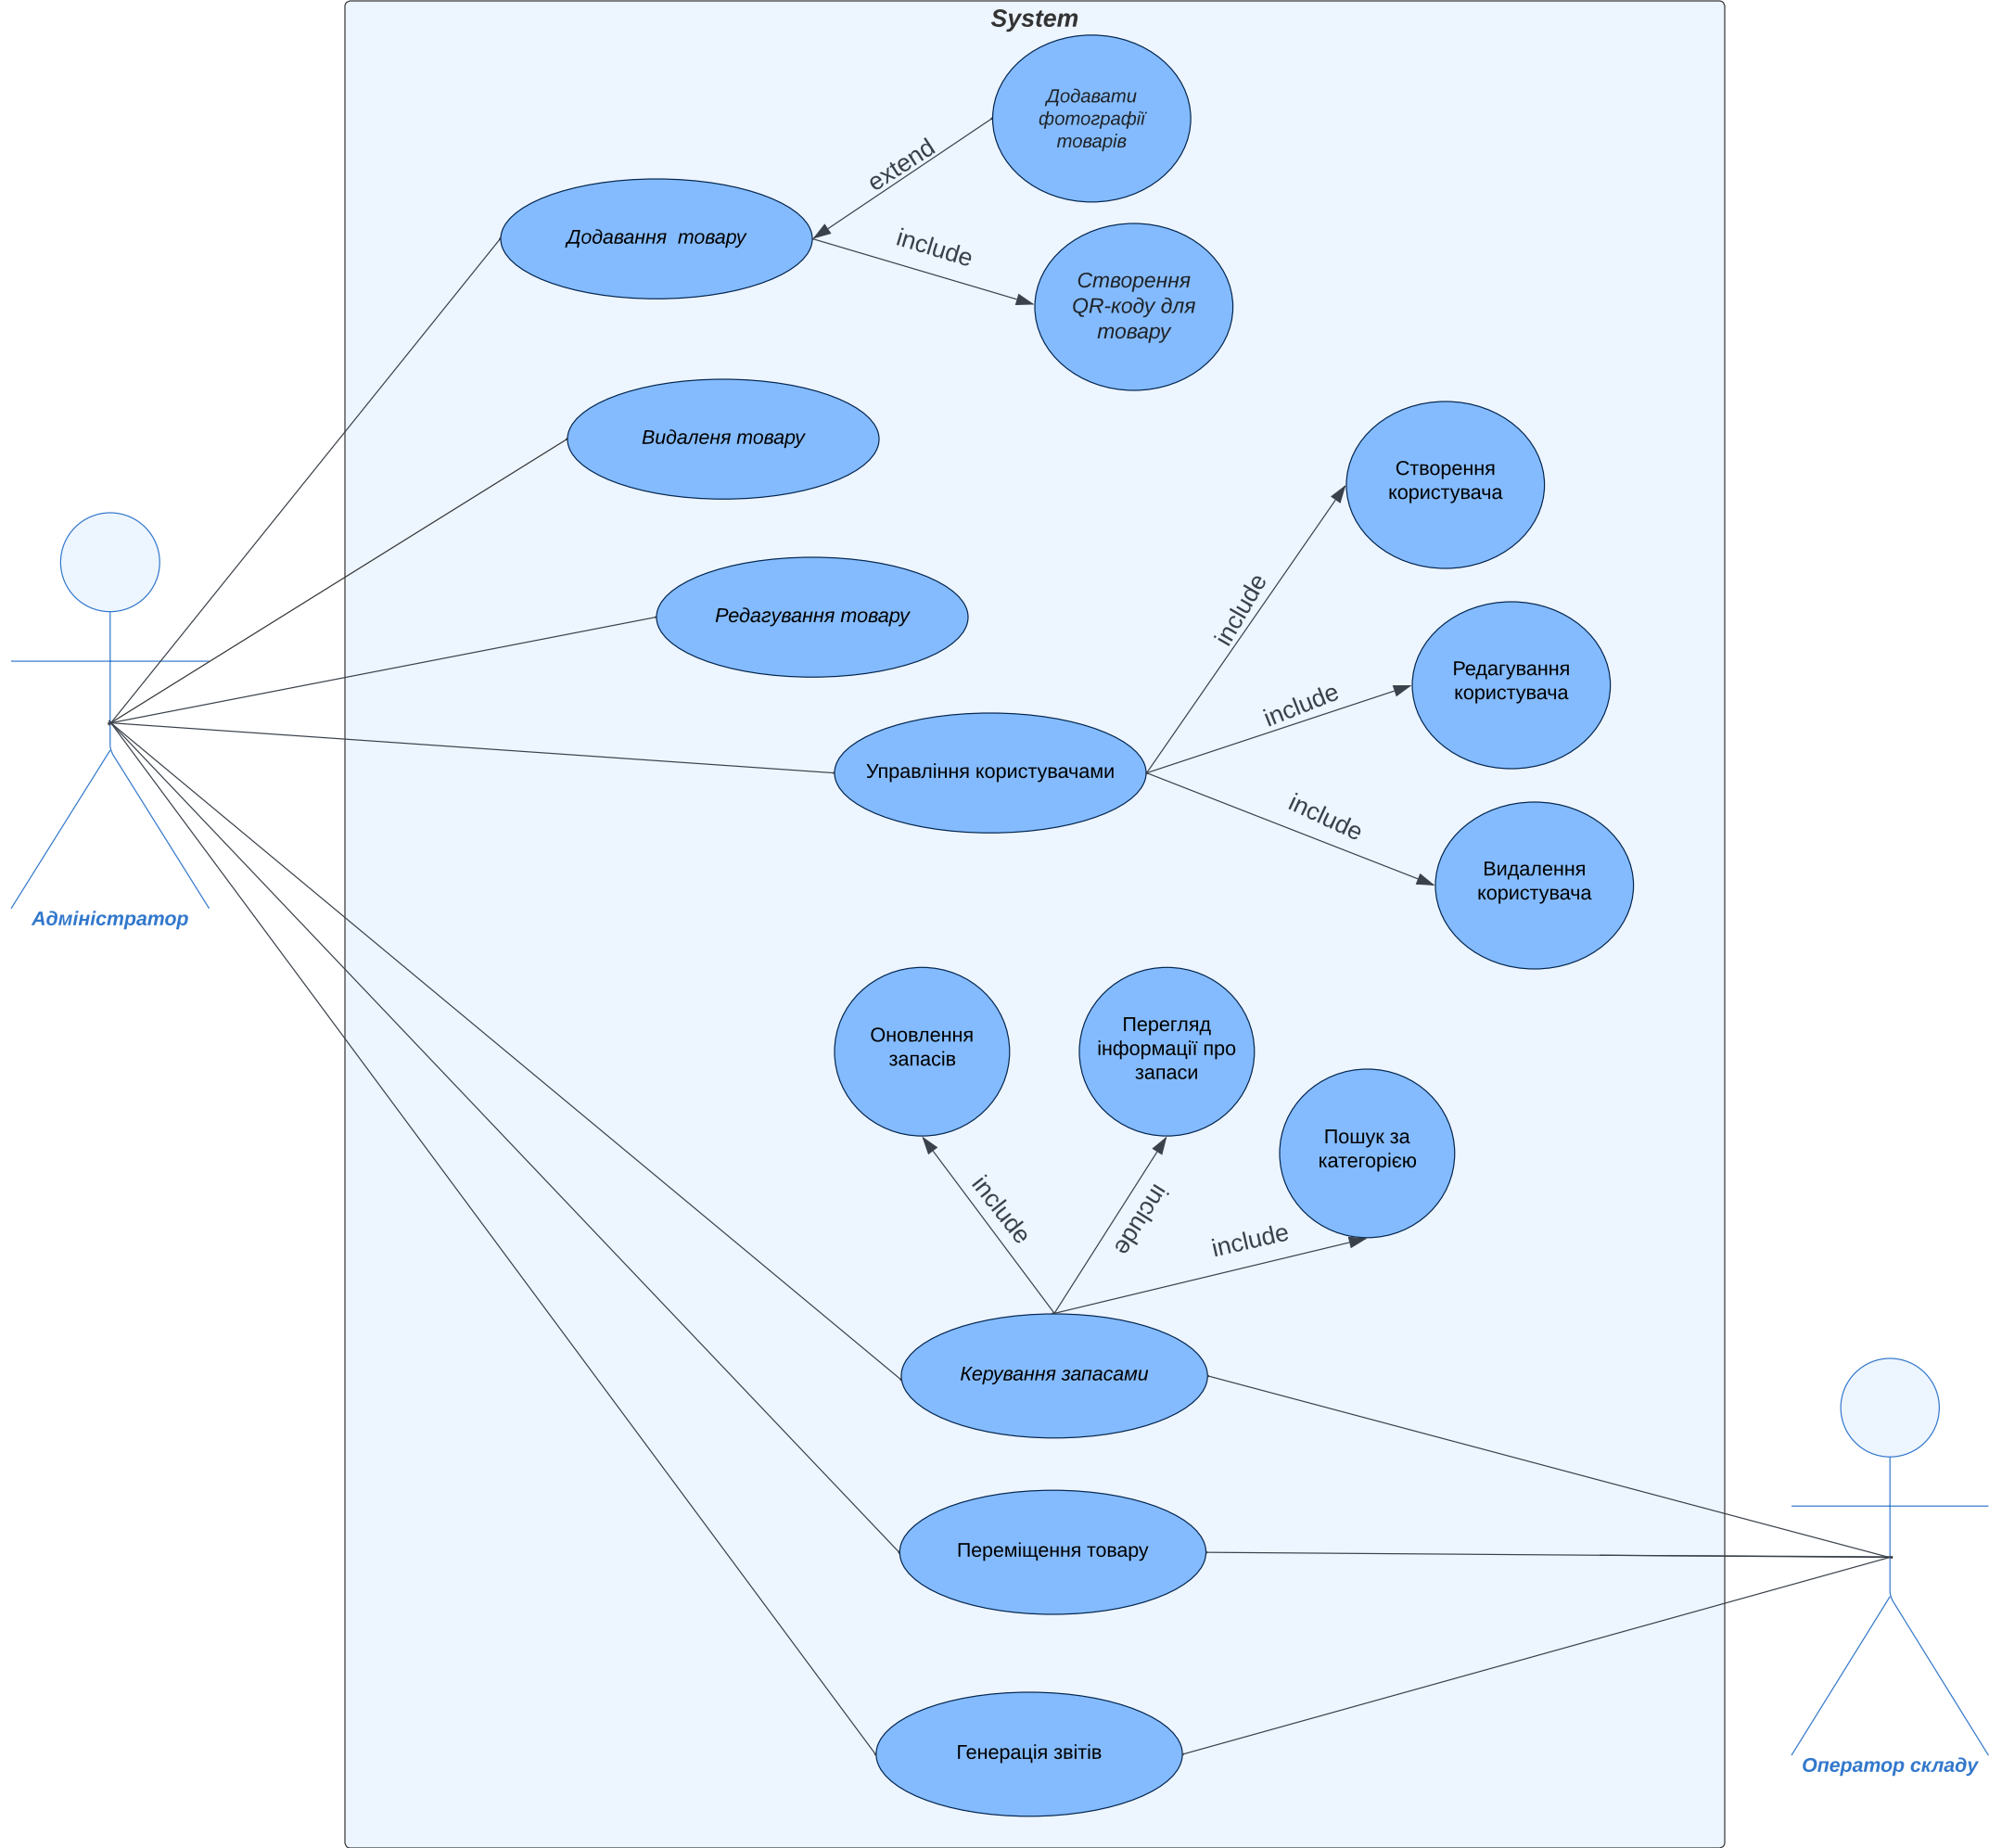 System
Додавати
фотографії
товарів
extend
Додавання  товару
include
Створення
QR-коду для
товару
Видаленя товару
Створення
користувача
include
Редагування товару
Редагування
користувача
include
Управління користувачами
include
Видалення
користувача
Адміністратор
Оновлення
запасів
Перегляд
інформації про
запаси
Пошук за
категорією
include
include
include
Керування запасами
Переміщення товару
Генерація звітів
Оператор складу